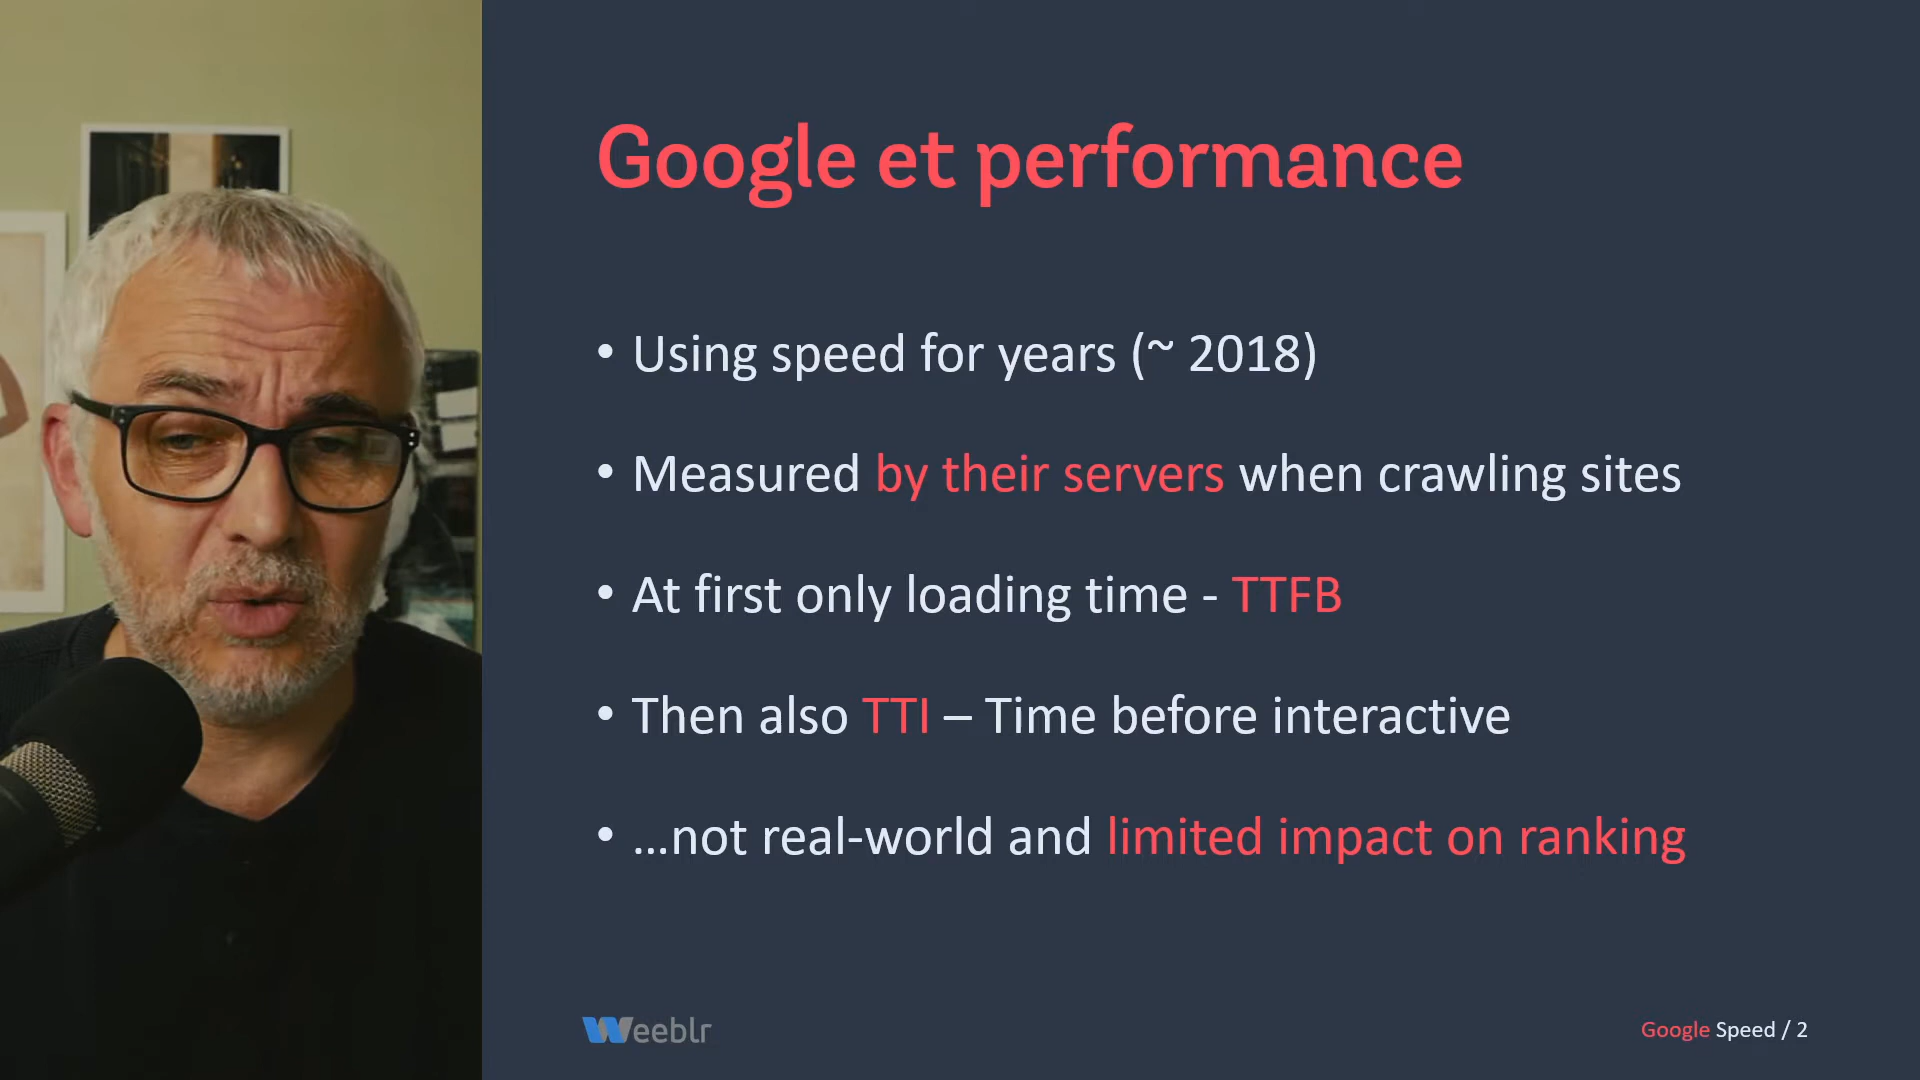 Google et performance
• Using speed for years (~ 2018)
• Measured by their servers when crawling sites
• At first only loading time - TTFB
• Then also TTI – Time before interactive
• …not real-world and limited impact on ranking
Weeblr
Google Speed / 2